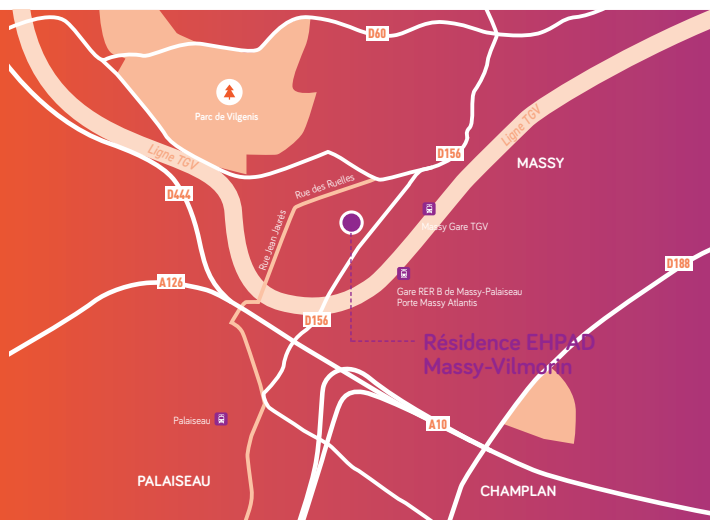 D60
Parc de Vilgenis
Ligne TGV
Ligne TGV
D156
MASSY
Rue des Ruelles
D444
Massy Gare TGV
Rue Jean Jaurès
D188
A126
Gare RER B de Massy-Palaiseau
Porte Massy Atlantis
D156
Résidence EHPAD
Massy-Vilmorin
Palaiseau
A10
PALAISEAU
CHAMPLAN